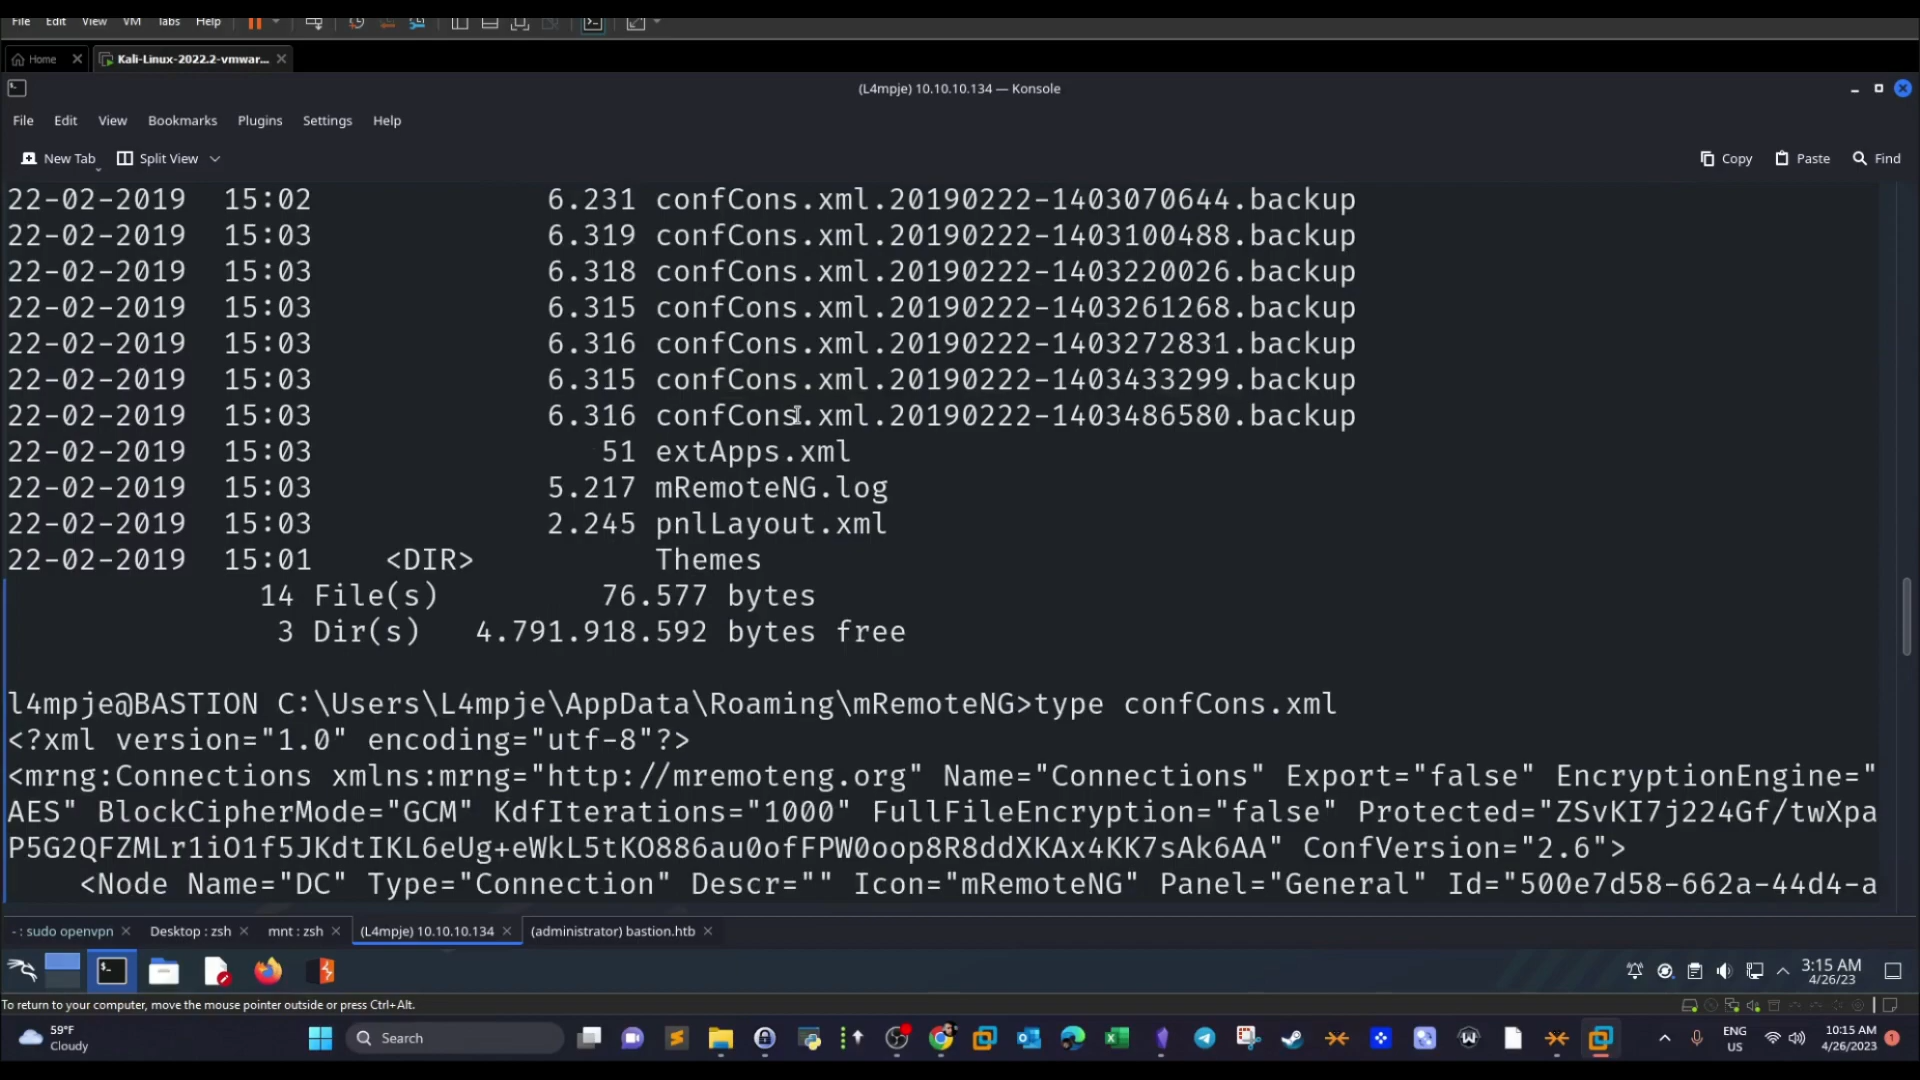 File Edit View VM Tabs Help
Home
Kali-Linux-2022.2-vmwar...
(L4mpje) 10.10.10.134 — Konsole
File Edit View Bookmarks Plugins Settings Help
New Tab Split View Copy Paste Find
22-02-2019 15:02 6.231 confCons.xml.20190222-1403070644.backup
22-02-2019 15:03 6.319 confCons.xml.20190222-1403100488.backup
22-02-2019 15:03 6.318 confCons.xml.20190222-1403220026.backup
22-02-2019 15:03 6.315 confCons.xml.20190222-1403261268.backup
22-02-2019 15:03 6.316 confCons.xml.20190222-1403272831.backup
22-02-2019 15:03 6.315 confCons.xml.20190222-1403433299.backup
22-02-2019 15:03 6.316 confCons.xml.20190222-1403486580.backup
22-02-2019 15:03 51 extApps.xml
22-02-2019 15:03 5.217 mRemoteNG.log
22-02-2019 15:03 2.245 pnlLayout.xml
22-02-2019 15:01 <DIR> Themes
14 File(s) 76.577 bytes
3 Dir(s) 4.791.918.592 bytes free
l4mpje@BASTION C:\Users\L4mpje\AppData\Roaming\mRemoteNG>type confCons.xml
<?xml version="1.0" encoding="utf-8"?>
<mrng:Connections xmlns:mrng="http://mremoteng.org" Name="Connections" Export="false" EncryptionEngine="
AES" BlockCipherMode="GCM" KdfIterations="1000" FullFileEncryption="false" Protected="ZSvKI7j224Gf/twXpa
P5G2QFZMLr1iO1f5JKdtIKL6eUg+eWkL5tKO886au0ofFPW0oop8R8ddXKAx4KK7sAk6AA" ConfVersion="2.6">
<Node Name="DC" Type="Connection" Descr="" Icon="mRemoteNG" Panel="General" Id="500e7d58-662a-44d4-a
- : sudo openvpn
Desktop : zsh
mnt : zsh
(L4mpje) 10.10.10.134
(administrator) bastion.htb
3:15 AM
4/26/23
To return to your computer, move the mouse pointer outside or press Ctrl+Alt.
59°F
Cloudy
Search
ENG
US
10:15 AM
4/26/2023
1